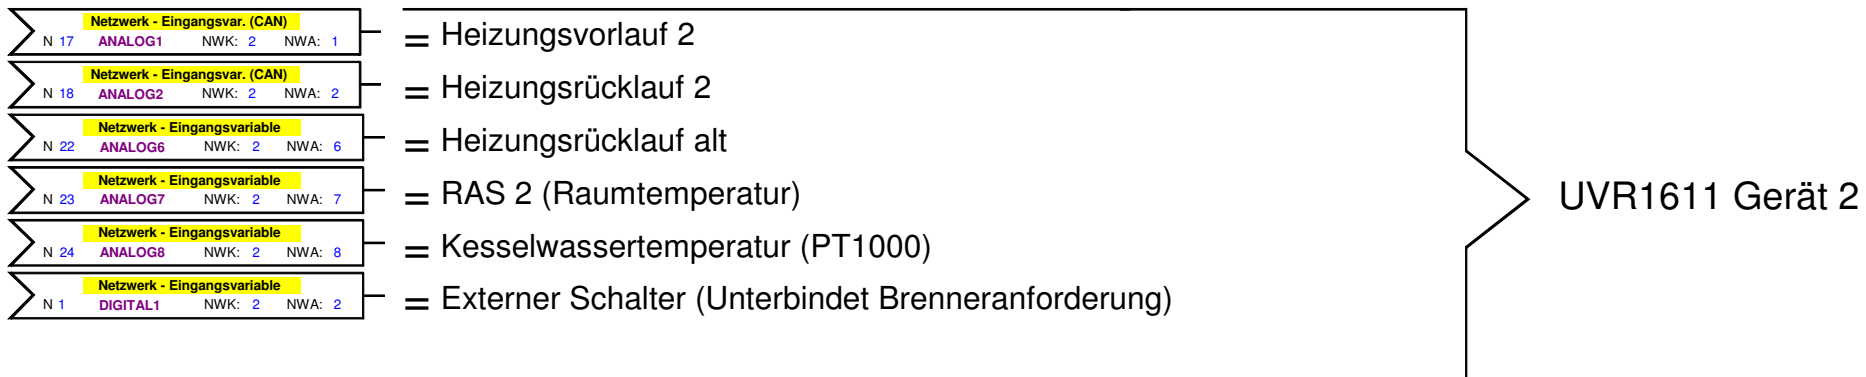 Netzwerk - Eingangsvar. (CAN)
N 17 ANALOG1 NWK: 2 NWA: 1
= Heizungsvorlauf 2
Netzwerk - Eingangsvar. (CAN)
N 18 ANALOG2 NWK: 2 NWA: 2
= Heizungsrücklauf 2
Netzwerk - Eingangsvariable
N 22 ANALOG6 NWK: 2 NWA: 6
= Heizungsrücklauf alt
Netzwerk - Eingangsvariable
N 23 ANALOG7 NWK: 2 NWA: 7
= RAS 2 (Raumtemperatur)
Netzwerk - Eingangsvariable
N 24 ANALOG8 NWK: 2 NWA: 8
= Kesselwassertemperatur (PT1000)
Netzwerk - Eingangsvariable
N 1 DIGITAL1 NWK: 2 NWA: 2
= Externer Schalter (Unterbindet Brenneranforderung)
UVR1611 Gerät 2